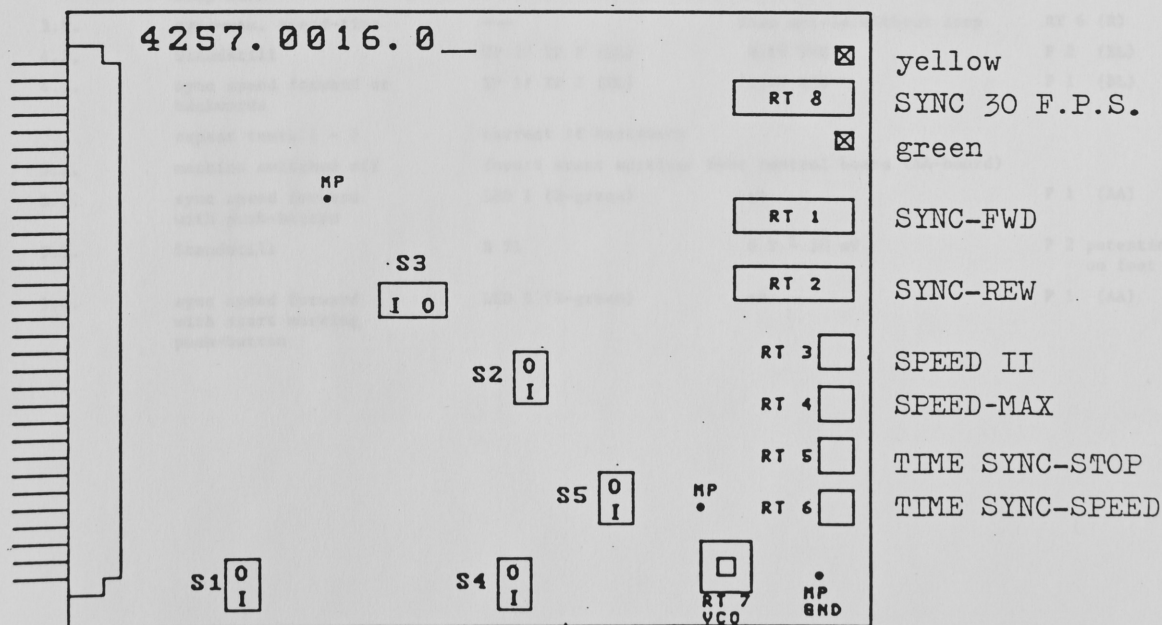 4257.0016.0
yellow
RT 8 SYNC 30 F.P.S.
green
MP
RT 1 SYNC-FWD
S3
I O
RT 2 SYNC-REW
S2 O
I
RT 3 SPEED II
RT 4 SPEED-MAX
RT 5 TIME SYNC-STOP
S5 O
I
MP
RT 6 TIME SYNC-SPEED
S1 O
I
S4 O
I
RT 7
VCO
MP
GND